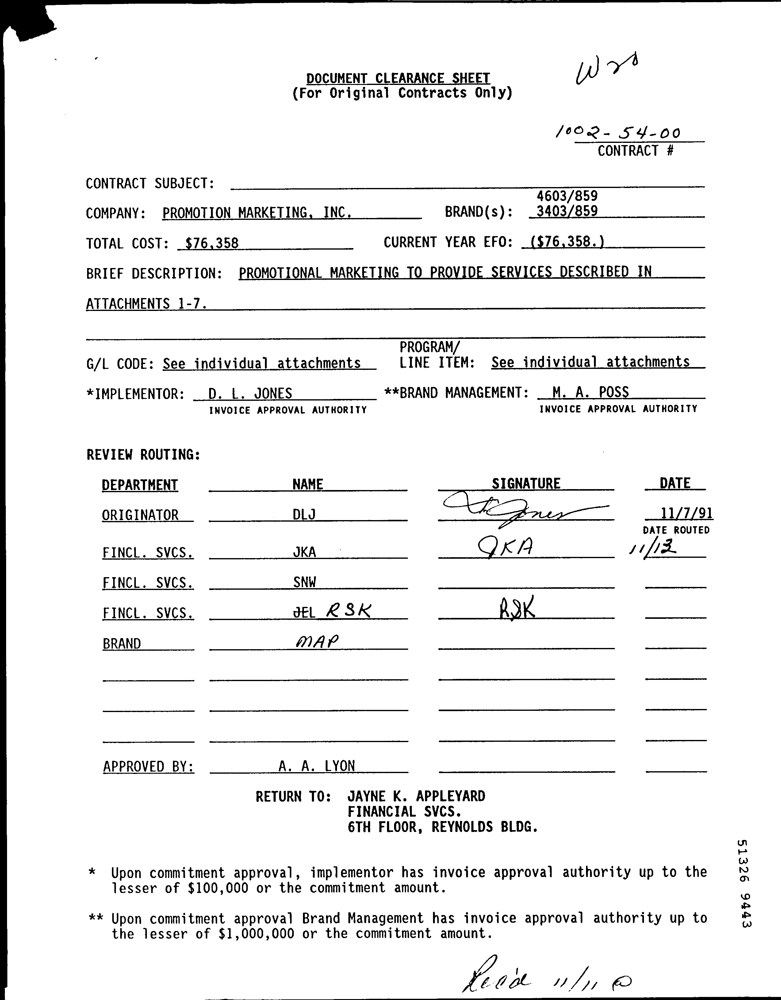 DOCUMENT CLEARANCE SHEET
(For Original Contracts Only)
1002-54-00
CONTRACT #
CONTRACT SUBJECT:
4603/859
COMPANY: PROMOTION MARKETING, INC. BRAND(s): 3403/859
TOTAL COST: $76,358 CURRENT YEAR EFO: ($76,358.)
BRIEF DESCRIPTION: PROMOTIONAL MARKETING TO PROVIDE SERVICES DESCRIBED IN
ATTACHMENTS 1-7.
PROGRAM/
G/L CODE: See individual attachments LINE ITEM: See individual attachments
*IMPLEMENTOR: D. L. JONES **BRAND MANAGEMENT: M. A. POSS
INVOICE APPROVAL AUTHORITY INVOICE APPROVAL AUTHORITY
REVIEW ROUTING:
DEPARTMENT NAME SIGNATURE DATE
ORIGINATOR DLJ Jones 11/7/91
DATE ROUTED
FINCL. SVCS. JKA JKA 11/13
FINCL. SVCS. SNW
FINCL. SVCS. JEL RSK RSK
BRAND MAP
APPROVED BY: A. A. LYON
RETURN TO: JAYNE K. APPLEYARD
FINANCIAL SVCS.
6TH FLOOR, REYNOLDS BLDG.
* Upon commitment approval, implementor has invoice approval authority up to the
lesser of $100,000 or the commitment amount.
** Upon commitment approval Brand Management has invoice approval authority up to
the lesser of $1,000,000 or the commitment amount.
51326 9443
Rec'd 11/11